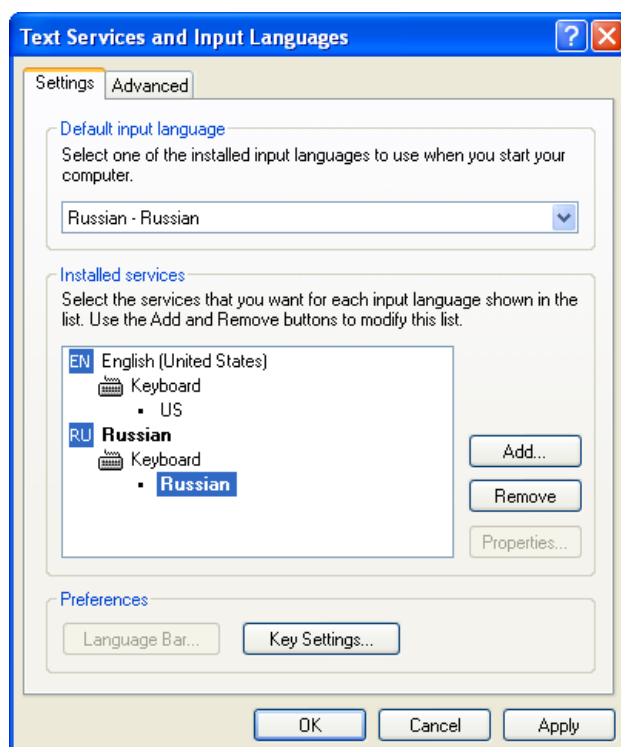 Text Services and Input Languages
Settings
Advanced
Default input language
Select one of the installed input languages to use when you start your
computer.
Russian - Russian
Installed services
Select the services that you want for each input language shown in the
list. Use the Add and Remove buttons to modify this list.
EN English (United States)
Keyboard
• US
RU Russian
Keyboard
• Russian
Add...
Remove
Properties...
Preferences
Language Bar...
Key Settings...
OK
Cancel
Apply